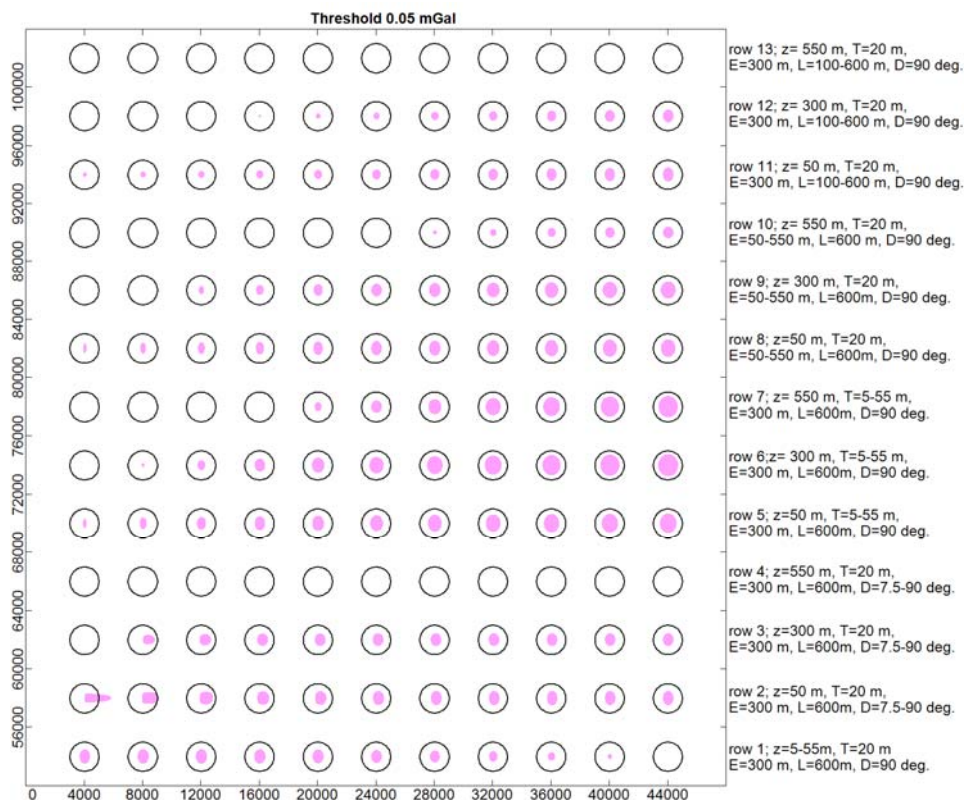 Threshold 0.05 mGal
row 13; z= 550 m, T=20 m,
E=300 m, L=100-600 m, D=90 deg.
row 12; z= 300 m, T=20 m,
E=300 m, L=100-600 m, D=90 deg.
row 11; z= 50 m, T=20 m,
E=300 m, L=100-600 m, D=90 deg.
row 10; z= 550 m, T=20 m,
E=50-550 m, L=600 m, D=90 deg.
row 9; z= 300 m, T=20 m,
E=50-550 m, L=600m, D=90 deg.
row 8; z=50 m, T=20 m,
E=50-550 m, L=600m, D=90 deg.
row 7; z= 550 m, T=5-55 m,
E=300 m, L=600m, D=90 deg.
row 6;z= 300 m, T=5-55 m,
E=300 m, L=600m, D=90 deg.
row 5; z=50 m, T=5-55 m,
E=300 m, L=600m, D=90 deg.
row 4; z=550 m, T=20 m,
E=300 m, L=600m, D=7.5-90 deg.
row 3; z=300 m, T=20 m,
E=300 m, L=600m, D=7.5-90 deg.
row 2; z=50 m, T=20 m,
E=300 m, L=600m, D=7.5-90 deg.
row 1; z=5-55m, T=20 m
E=300 m, L=600m, D=90 deg.
100000
96000
92000
88000
84000
80000
76000
72000
68000
64000
60000
56000
0 4000 8000 12000 16000 20000 24000 28000 32000 36000 40000 44000